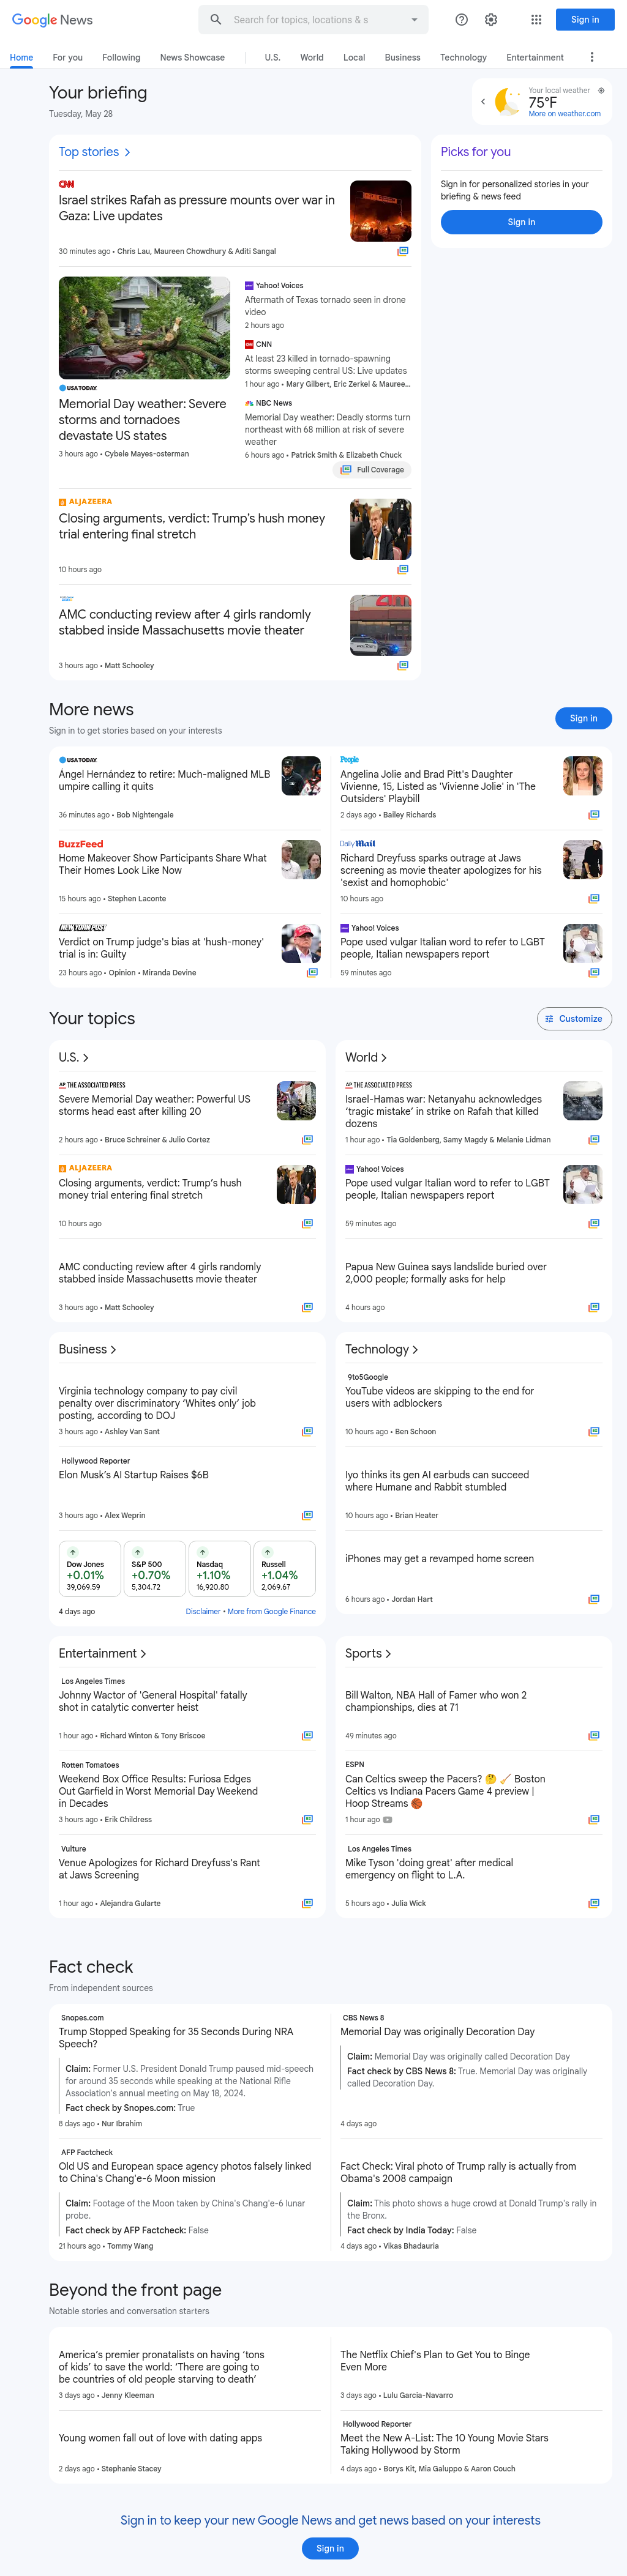 Google News
Search for topics, locations & s
Sign in
Home
For you
Following
News Showcase
U.S.
World
Local
Business
Technology
Entertainment
Your briefing
Tuesday, May 28
Your local weather
75°F
More on weather.com
Top stories
Picks for you
Sign in for personalized stories in your
briefing & news feed
Sign in
CNN
Israel strikes Rafah as pressure mounts over war in
Gaza: Live updates
30 minutes ago • Chris Lau, Maureen Chowdhury & Aditi Sangal
USA TODAY
Memorial Day weather: Severe
storms and tornadoes
devastate US states
3 hours ago • Cybele Mayes-osterman
Yahoo! Voices
Aftermath of Texas tornado seen in drone
video
2 hours ago
CNN
At least 23 killed in tornado-spawning
storms sweeping central US: Live updates
1 hour ago • Mary Gilbert, Eric Zerkel & Mauree...
NBC News
Memorial Day weather: Deadly storms turn
northeast with 68 million at risk of severe
weather
6 hours ago • Patrick Smith & Elizabeth Chuck
Full Coverage
ALJAZEERA
Closing arguments, verdict: Trump's hush money
trial entering final stretch
10 hours ago
AMC conducting review after 4 girls randomly
stabbed inside Massachusetts movie theater
3 hours ago • Matt Schooley
More news
Sign in to get stories based on your interests
Sign in
USA TODAY
Ángel Hernández to retire: Much-maligned MLB
umpire calling it quits
36 minutes ago • Bob Nightengale
People
Angelina Jolie and Brad Pitt's Daughter
Vivienne, 15, Listed as 'Vivienne Jolie' in 'The
Outsiders' Playbill
2 days ago • Bailey Richards
BuzzFeed
Home Makeover Show Participants Share What
Their Homes Look Like Now
15 hours ago • Stephen Laconte
Daily Mail
Richard Dreyfuss sparks outrage at Jaws
screening as movie theater apologizes for his
'sexist and homophobic'
10 hours ago
NEW YORK POST
Verdict on Trump judge's bias at 'hush-money'
trial is in: Guilty
23 hours ago • Opinion • Miranda Devine
Yahoo! Voices
Pope used vulgar Italian word to refer to LGBT
people, Italian newspapers report
59 minutes ago
Your topics
Customize
U.S.
AP THE ASSOCIATED PRESS
Severe Memorial Day weather: Powerful US
storms head east after killing 20
2 hours ago • Bruce Schreiner & Julio Cortez
ALJAZEERA
Closing arguments, verdict: Trump's hush
money trial entering final stretch
10 hours ago
AMC conducting review after 4 girls randomly
stabbed inside Massachusetts movie theater
3 hours ago • Matt Schooley
World
AP THE ASSOCIATED PRESS
Israel-Hamas war: Netanyahu acknowledges
'tragic mistake' in strike on Rafah that killed
dozens
1 hour ago • Tia Goldenberg, Samy Magdy & Melanie Lidman
Yahoo! Voices
Pope used vulgar Italian word to refer to LGBT
people, Italian newspapers report
59 minutes ago
Papua New Guinea says landslide buried over
2,000 people; formally asks for help
4 hours ago
Business
Virginia technology company to pay civil
penalty over discriminatory 'Whites only' job
posting, according to DOJ
3 hours ago • Ashley Van Sant
Hollywood Reporter
Elon Musk's AI Startup Raises $6B
3 hours ago • Alex Weprin
Dow Jones
+0.01%
39,069.59
S&P 500
+0.70%
5,304.72
Nasdaq
+1.10%
16,920.80
Russell
+1.04%
2,069.67
4 days ago
Disclaimer • More from Google Finance
Technology
9to5Google
YouTube videos are skipping to the end for
users with adblockers
10 hours ago • Ben Schoon
Iyo thinks its gen AI earbuds can succeed
where Humane and Rabbit stumbled
10 hours ago • Brian Heater
iPhones may get a revamped home screen
6 hours ago • Jordan Hart
Entertainment
Los Angeles Times
Johnny Wactor of 'General Hospital' fatally
shot in catalytic converter heist
1 hour ago • Richard Winton & Tony Briscoe
Rotten Tomatoes
Weekend Box Office Results: Furiosa Edges
Out Garfield in Worst Memorial Day Weekend
in Decades
3 hours ago • Erik Childress
Vulture
Venue Apologizes for Richard Dreyfuss's Rant
at Jaws Screening
1 hour ago • Alejandra Gularte
Sports
Bill Walton, NBA Hall of Famer who won 2
championships, dies at 71
49 minutes ago
ESPN
Can Celtics sweep the Pacers? 🤔 🧹 Boston
Celtics vs Indiana Pacers Game 4 preview |
Hoop Streams 🏀
1 hour ago
Los Angeles Times
Mike Tyson 'doing great' after medical
emergency on flight to L.A.
5 hours ago • Julia Wick
Fact check
From independent sources
Snopes.com
Trump Stopped Speaking for 35 Seconds During NRA
Speech?
Claim: Former U.S. President Donald Trump paused mid-speech
for around 35 seconds while speaking at the National Rifle
Association's annual meeting on May 18, 2024.
Fact check by Snopes.com: True
8 days ago • Nur Ibrahim
CBS News 8
Memorial Day was originally Decoration Day
Claim: Memorial Day was originally called Decoration Day
Fact check by CBS News 8: True. Memorial Day was originally
called Decoration Day.
4 days ago
AFP Factcheck
Old US and European space agency photos falsely linked
to China's Chang'e-6 Moon mission
Claim: Footage of the Moon taken by China's Chang'e-6 lunar
probe.
Fact check by AFP Factcheck: False
21 hours ago • Tommy Wang
Fact Check: Viral photo of Trump rally is actually from
Obama's 2008 campaign
Claim: This photo shows a huge crowd at Donald Trump's rally in
the Bronx.
Fact check by India Today: False
4 days ago • Vikas Bhadauria
Beyond the front page
Notable stories and conversation starters
America's premier pronatalists on having 'tons
of kids' to save the world: 'There are going to
be countries of old people starving to death'
3 days ago • Jenny Kleeman
The Netflix Chief's Plan to Get You to Binge
Even More
3 days ago • Lulu Garcia-Navarro
Young women fall out of love with dating apps
2 days ago • Stephanie Stacey
Hollywood Reporter
Meet the New A-List: The 10 Young Movie Stars
Taking Hollywood by Storm
4 days ago • Borys Kit, Mia Galuppo & Aaron Couch
Sign in to keep your new Google News and get news based on your interests
Sign in